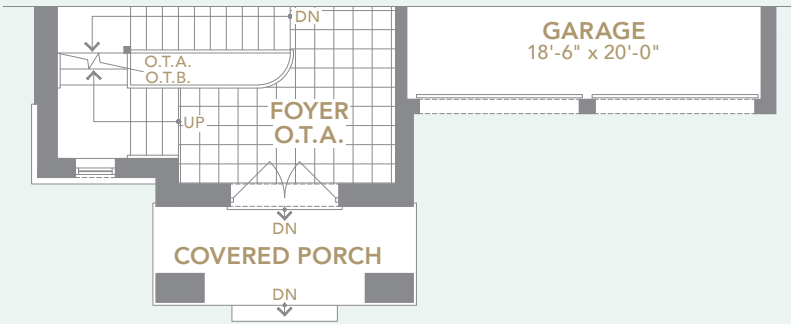 DN
GARAGE
18'-6" x 20'-0"
O.T.A.
O.T.B.
FOYER
O.T.A.
UP
DN
COVERED PORCH
DN